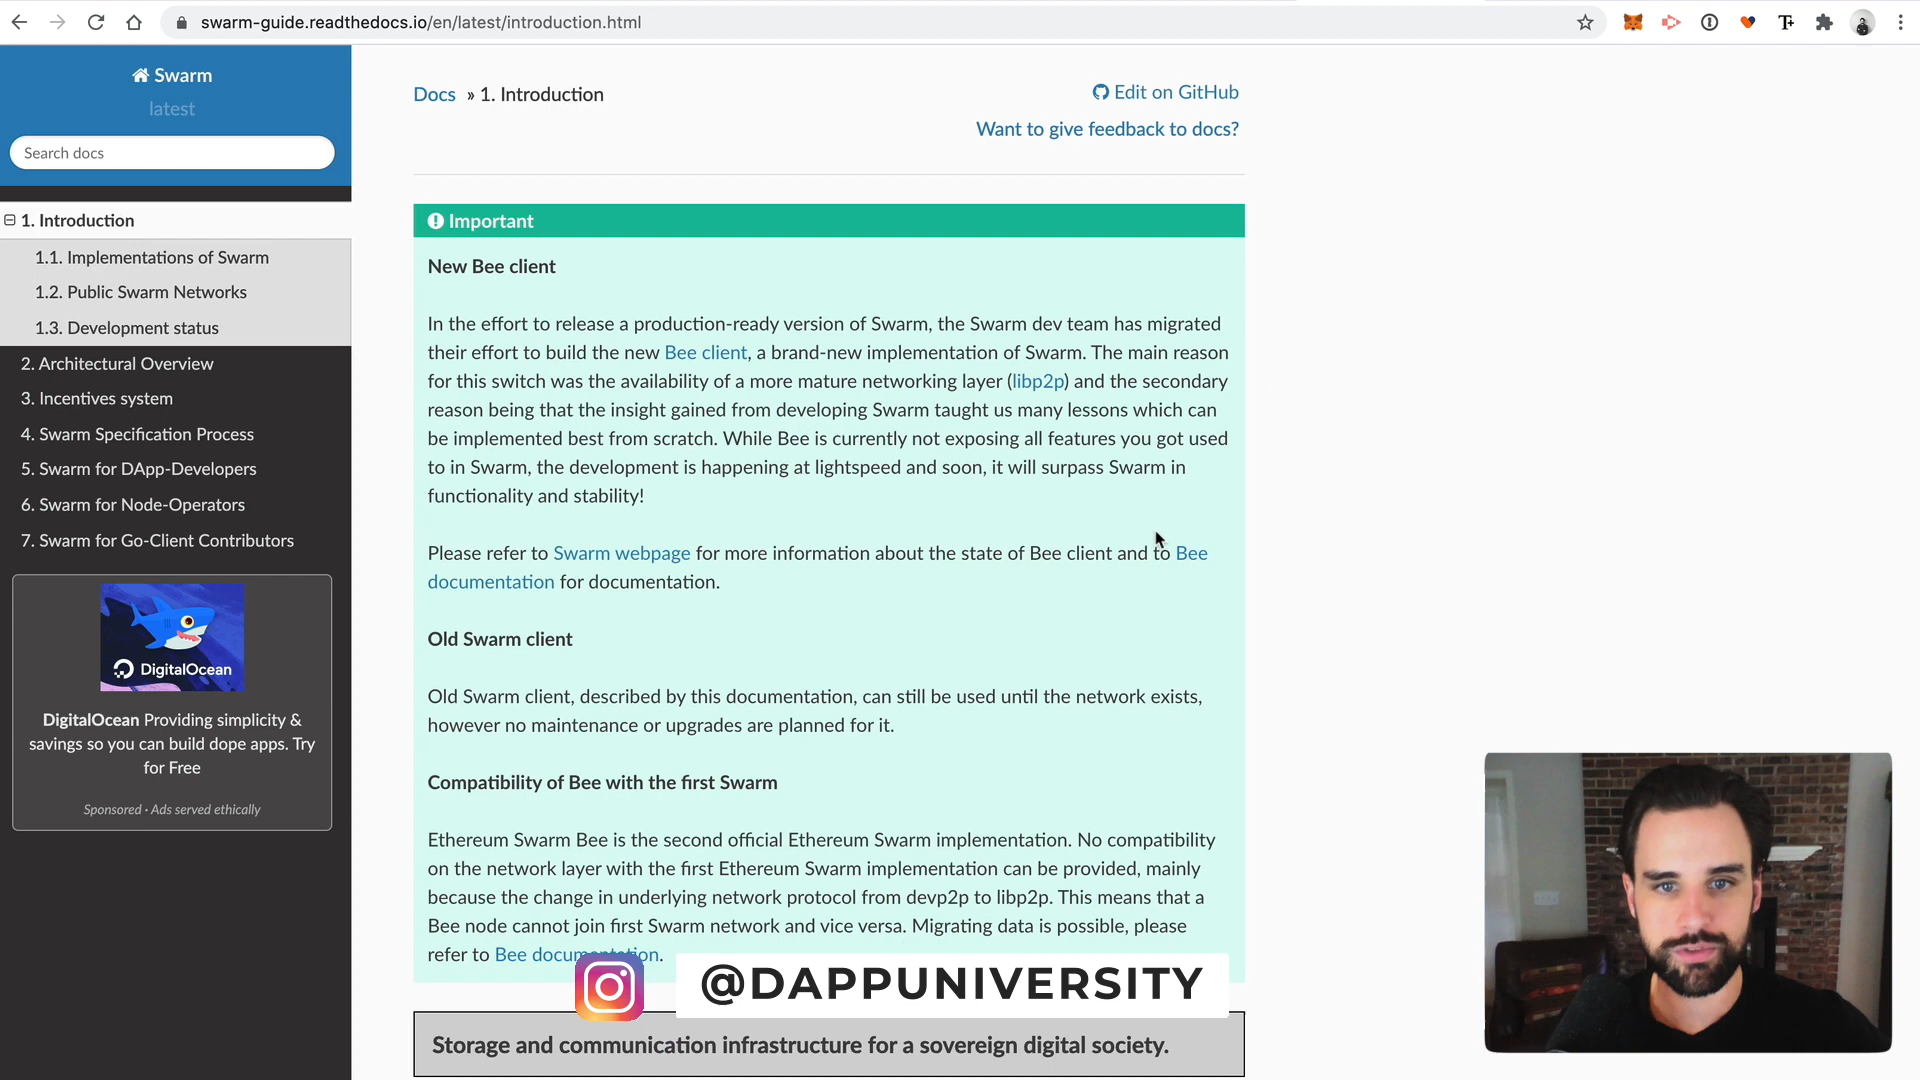 swarm-guide.readthedocs.io/en/latest/introduction.html
Swarm
latest
Search docs
1. Introduction
1.1. Implementations of Swarm
1.2. Public Swarm Networks
1.3. Development status
2. Architectural Overview
3. Incentives system
4. Swarm Specification Process
5. Swarm for DApp-Developers
6. Swarm for Node-Operators
7. Swarm for Go-Client Contributors
DigitalOcean
DigitalOcean Providing simplicity &
savings so you can build dope apps. Try
for Free
Sponsored · Ads served ethically
Docs » 1. Introduction
Edit on GitHub
Want to give feedback to docs?
Important
New Bee client
In the effort to release a production-ready version of Swarm, the Swarm dev team has migrated
their effort to build the new Bee client, a brand-new implementation of Swarm. The main reason
for this switch was the availability of a more mature networking layer (libp2p) and the secondary
reason being that the insight gained from developing Swarm taught us many lessons which can
be implemented best from scratch. While Bee is currently not exposing all features you got used
to in Swarm, the development is happening at lightspeed and soon, it will surpass Swarm in
functionality and stability!
Please refer to Swarm webpage for more information about the state of Bee client and to Bee
documentation for documentation.
Old Swarm client
Old Swarm client, described by this documentation, can still be used until the network exists,
however no maintenance or upgrades are planned for it.
Compatibility of Bee with the first Swarm
Ethereum Swarm Bee is the second official Ethereum Swarm implementation. No compatibility
on the network layer with the first Ethereum Swarm implementation can be provided, mainly
because the change in underlying network protocol from devp2p to libp2p. This means that a
Bee node cannot join first Swarm network and vice versa. Migrating data is possible, please
refer to Bee documentation.
@DAPPUNIVERSITY
Storage and communication infrastructure for a sovereign digital society.